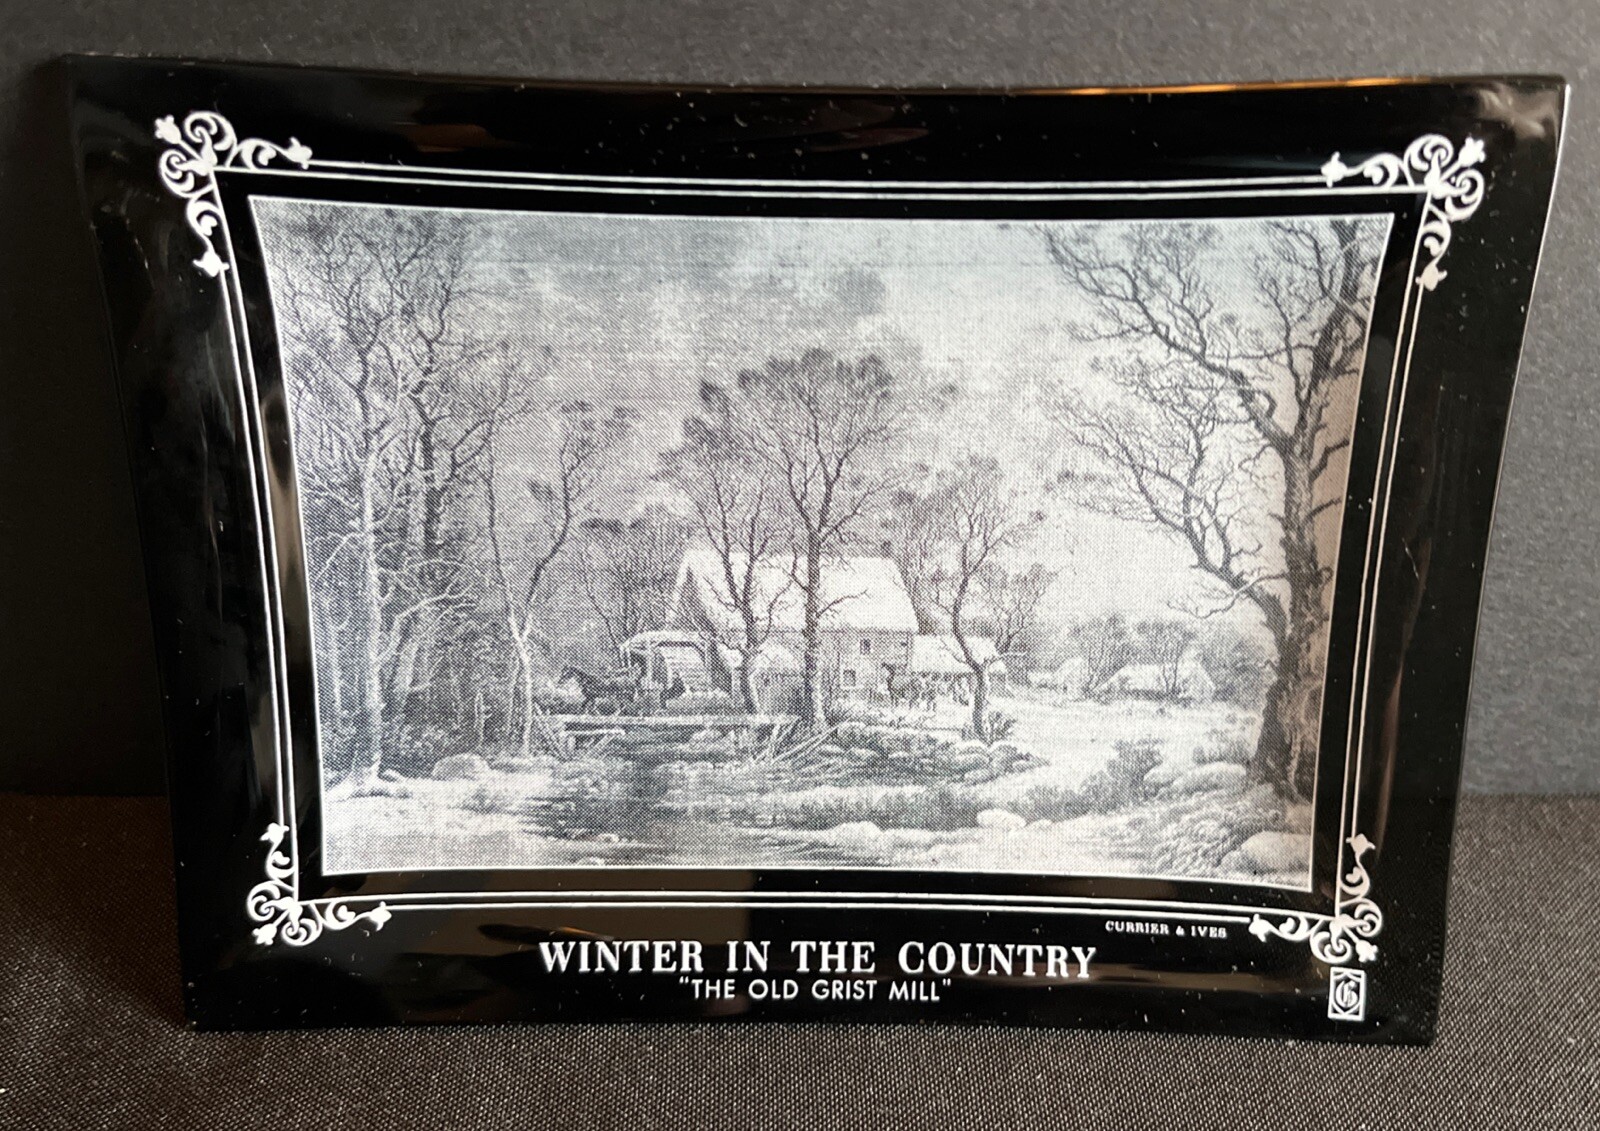 CURRIER & IVES
WINTER IN THE COUNTRY
"THE OLD GRIST MILL"
G